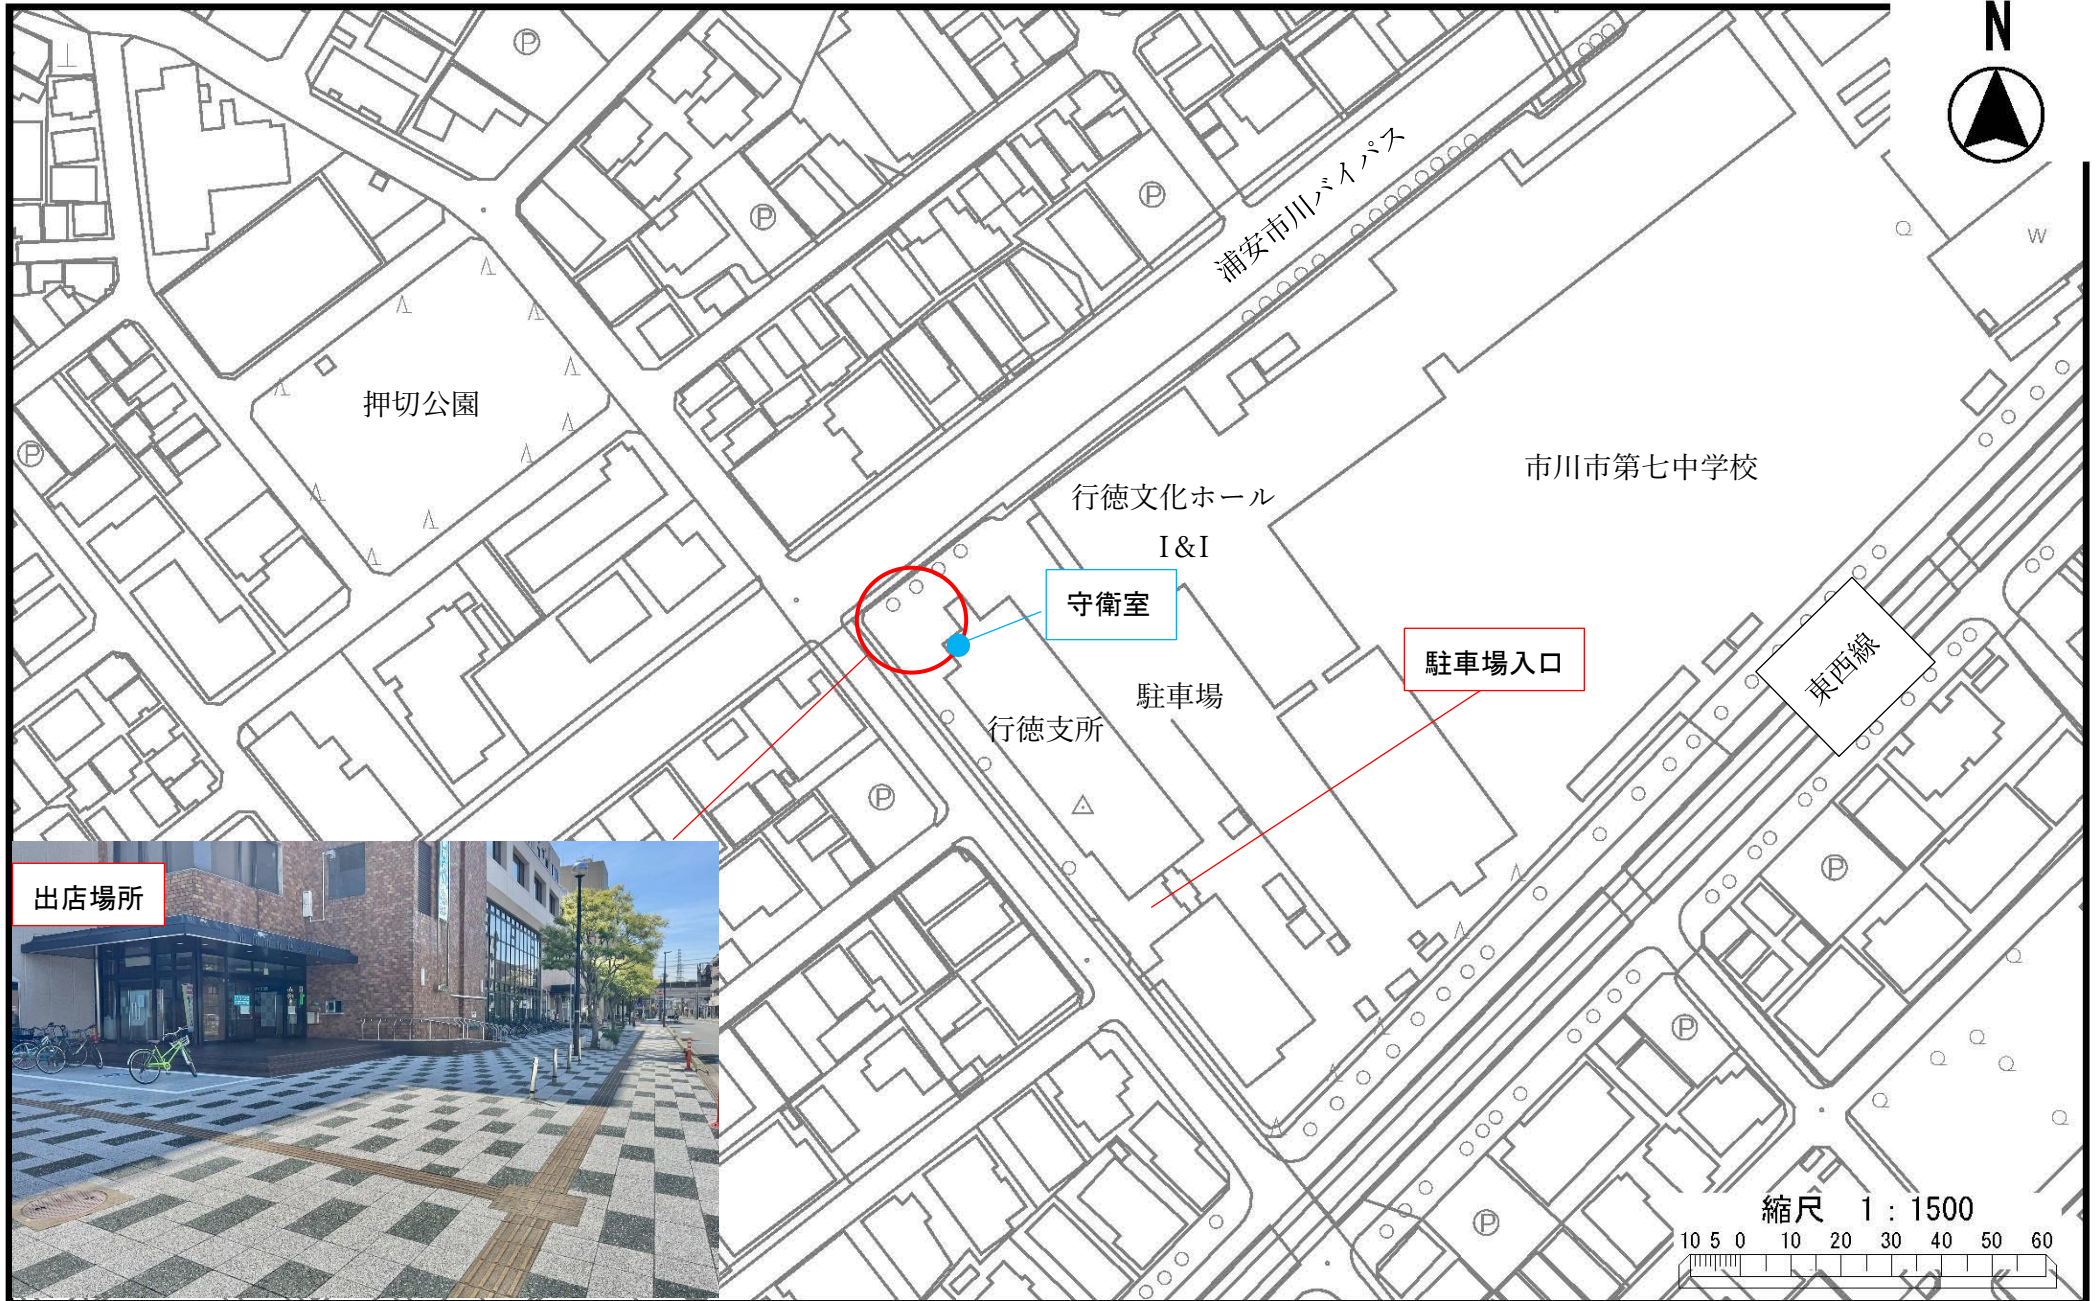 N
Ⓟ
Ⓟ
Ⓟ
浦安市川バイパス
W
押切公園
Ⓟ
市川市第七中学校
行徳文化ホール
I&I
守衛室
駐車場入口
東西線
駐車場
行徳支所
Ⓟ
Ⓟ
出店場所
Ⓟ
Ⓟ
縮尺 1:1500
10 5 0 10 20 30 40 50 60